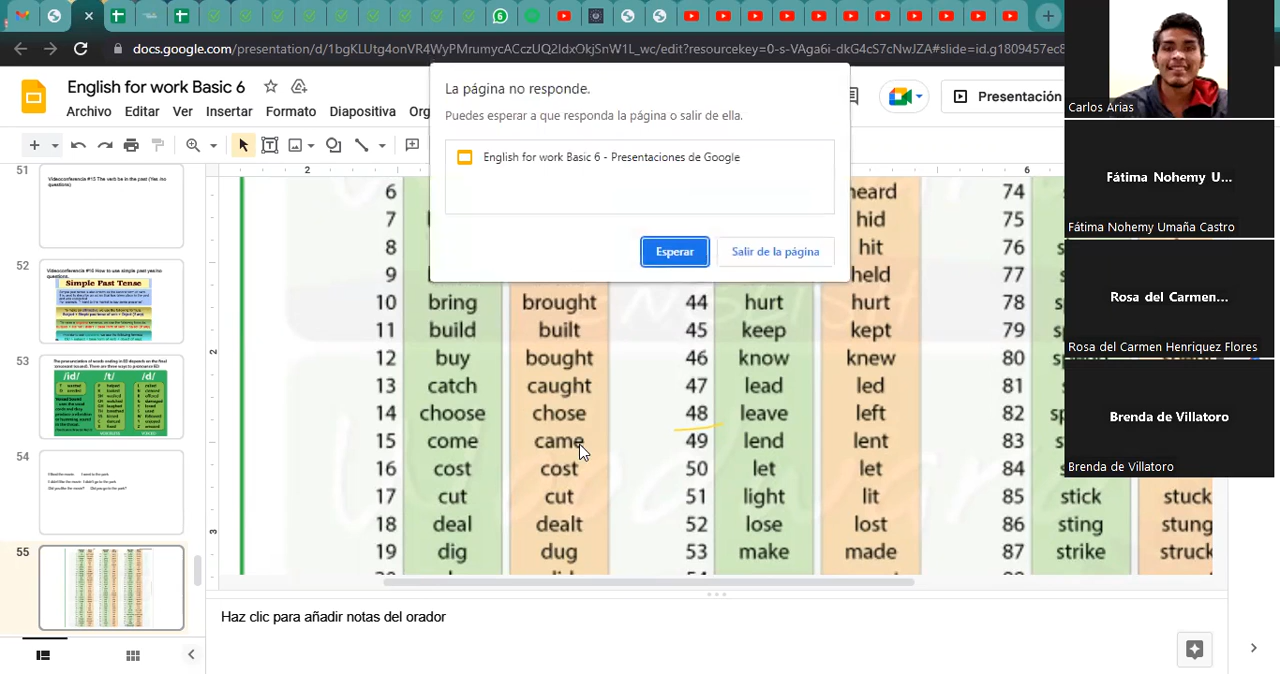 docs.google.com/presentation/d/1bgKLUtg4onVR4WyPMrumycACczUQ2ldxOkjSnW1L_wc/edit?resourcekey=0-s-VAga6i-dkG4cS7cNwJZA#slide=id.g1809457ec8
English for work Basic 6
Archivo Editar Ver Insertar Formato Diapositiva Org
Presentación
La página no responde.
Puedes esperar a que responda la página o salir de ella.
English for work Basic 6 - Presentaciones de Google
Esperar Salir de la página
Carlos Arias
Fátima Nohemy U...
Fátima Nohemy Umaña Castro
Rosa del Carmen...
Rosa del Carmen Henriquez Flores
Brenda de Villatoro
Brenda de Villatoro
2 6
2
3
51
Videoconferencia #15 The verb be in the past (Yes /no questions)
52
Videoconferencia #16 How to use simple past yes/no questions
Simple Past Tense
53
54
55
6 heard 74
7 hid 75
8 hit 76
9 held 77
10 bring brought 44 hurt hurt 78
11 build built 45 keep kept 79
12 buy bought 46 know knew 80
13 catch caught 47 lead led 81
14 choose chose 48 leave left 82
15 come came 49 lend lent 83
16 cost cost 50 let let 84
17 cut cut 51 light lit 85 stick stuck
18 deal dealt 52 lose lost 86 sting stung
19 dig dug 53 make made 87 strike struck
Haz clic para añadir notas del orador